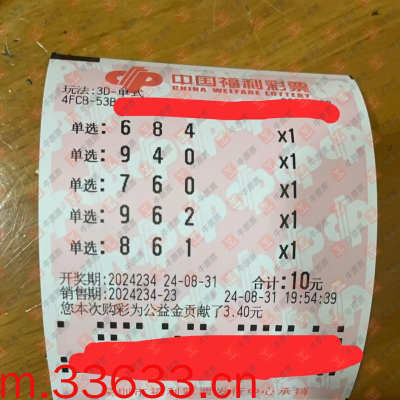 中国福利彩票
CHINA WELFARE LOTTERY
玩法:3D-单式
4FCB-53B
单选: 6 8 4 x1
单选: 9 4 0 x1
单选: 7 6 0 x1
单选: 9 6 2 x1
单选: 8 6 1 x1
开奖期:2024234 24-08-31 合计:10元
销售期:2024234-23 24-08-31 19:54:39
您本次购彩为公益金贡献了3.40元
m.33633.cn